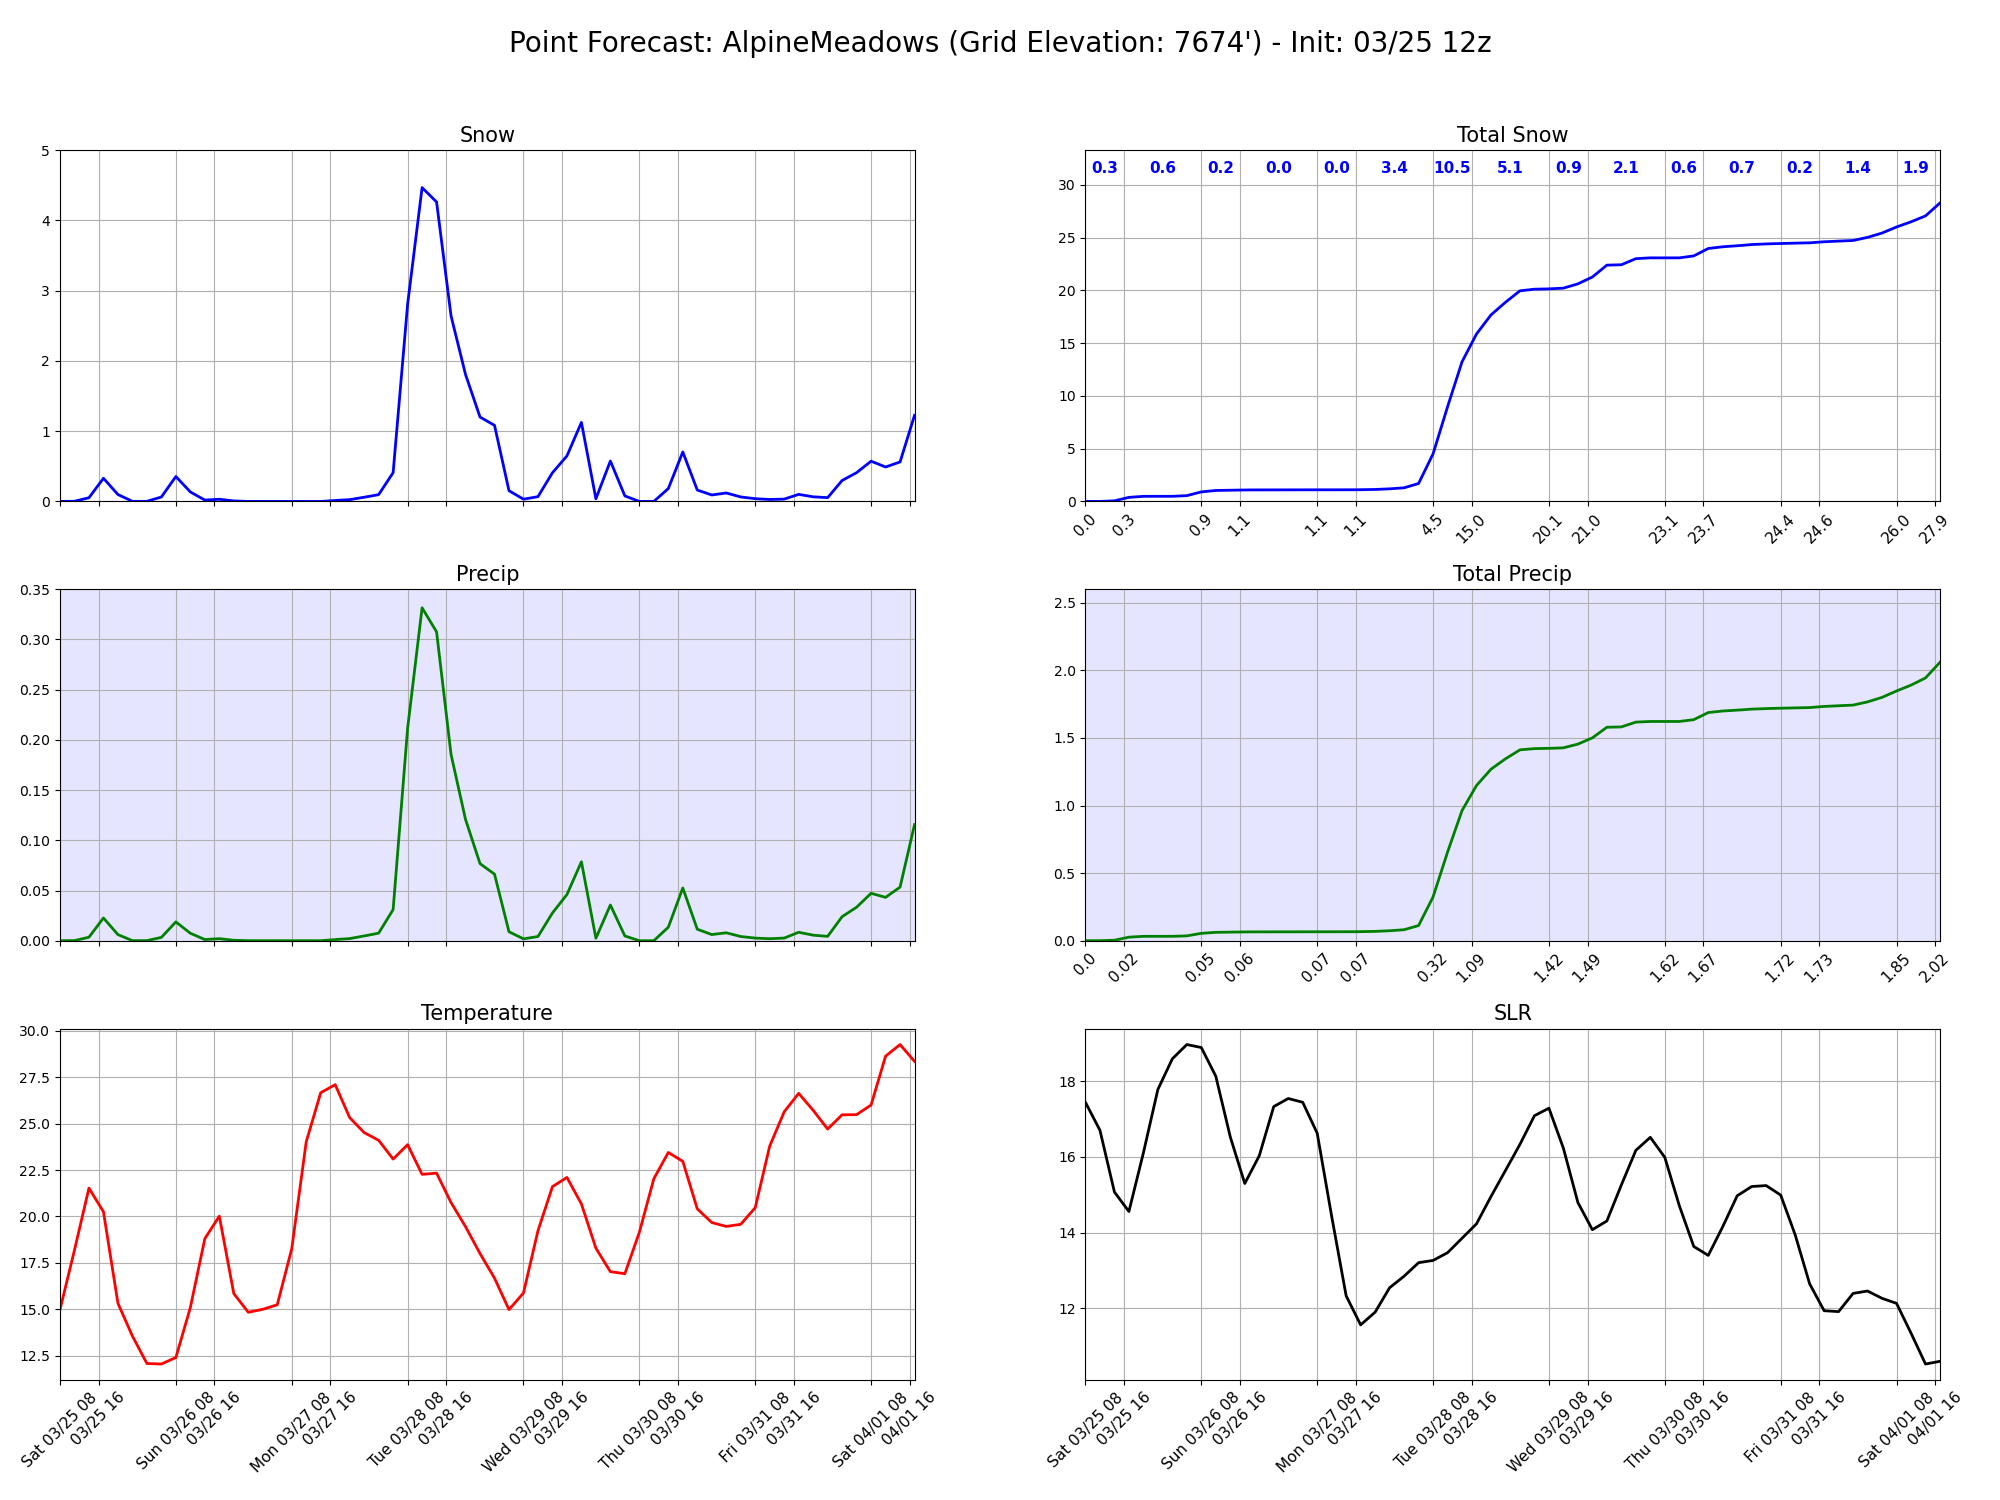 Point Forecast: AlpineMeadows (Grid Elevation: 7674') - Init: 03/25 12z
Snow
5
4
3
2
1
0
Total Snow
0.3 0.6 0.2 0.0 0.0 3.4 10.5 5.1 0.9 2.1 0.6 0.7 0.2 1.4 1.9
30
25
20
15
10
5
0
0.0 0.3 0.9 1.1 1.1 1.1 4.5 15.0 20.1 21.0 23.1 23.7 24.4 24.6 26.0 27.9
Precip
0.35
0.30
0.25
0.20
0.15
0.10
0.05
0.00
Total Precip
2.5
2.0
1.5
1.0
0.5
0.0
0.0 0.02 0.05 0.06 0.07 0.07 0.32 1.09 1.42 1.49 1.62 1.67 1.72 1.73 1.85 2.02
Temperature
30.0
27.5
25.0
22.5
20.0
17.5
15.0
12.5
Sat 03/25 08
03/25 16
Sun 03/26 08
03/26 16
Mon 03/27 08
03/27 16
Tue 03/28 08
03/28 16
Wed 03/29 08
03/29 16
Thu 03/30 08
03/30 16
Fri 03/31 08
03/31 16
Sat 04/01 08
04/01 16
SLR
18
16
14
12
Sat 03/25 08
03/25 16
Sun 03/26 08
03/26 16
Mon 03/27 08
03/27 16
Tue 03/28 08
03/28 16
Wed 03/29 08
03/29 16
Thu 03/30 08
03/30 16
Fri 03/31 08
03/31 16
Sat 04/01 08
04/01 16